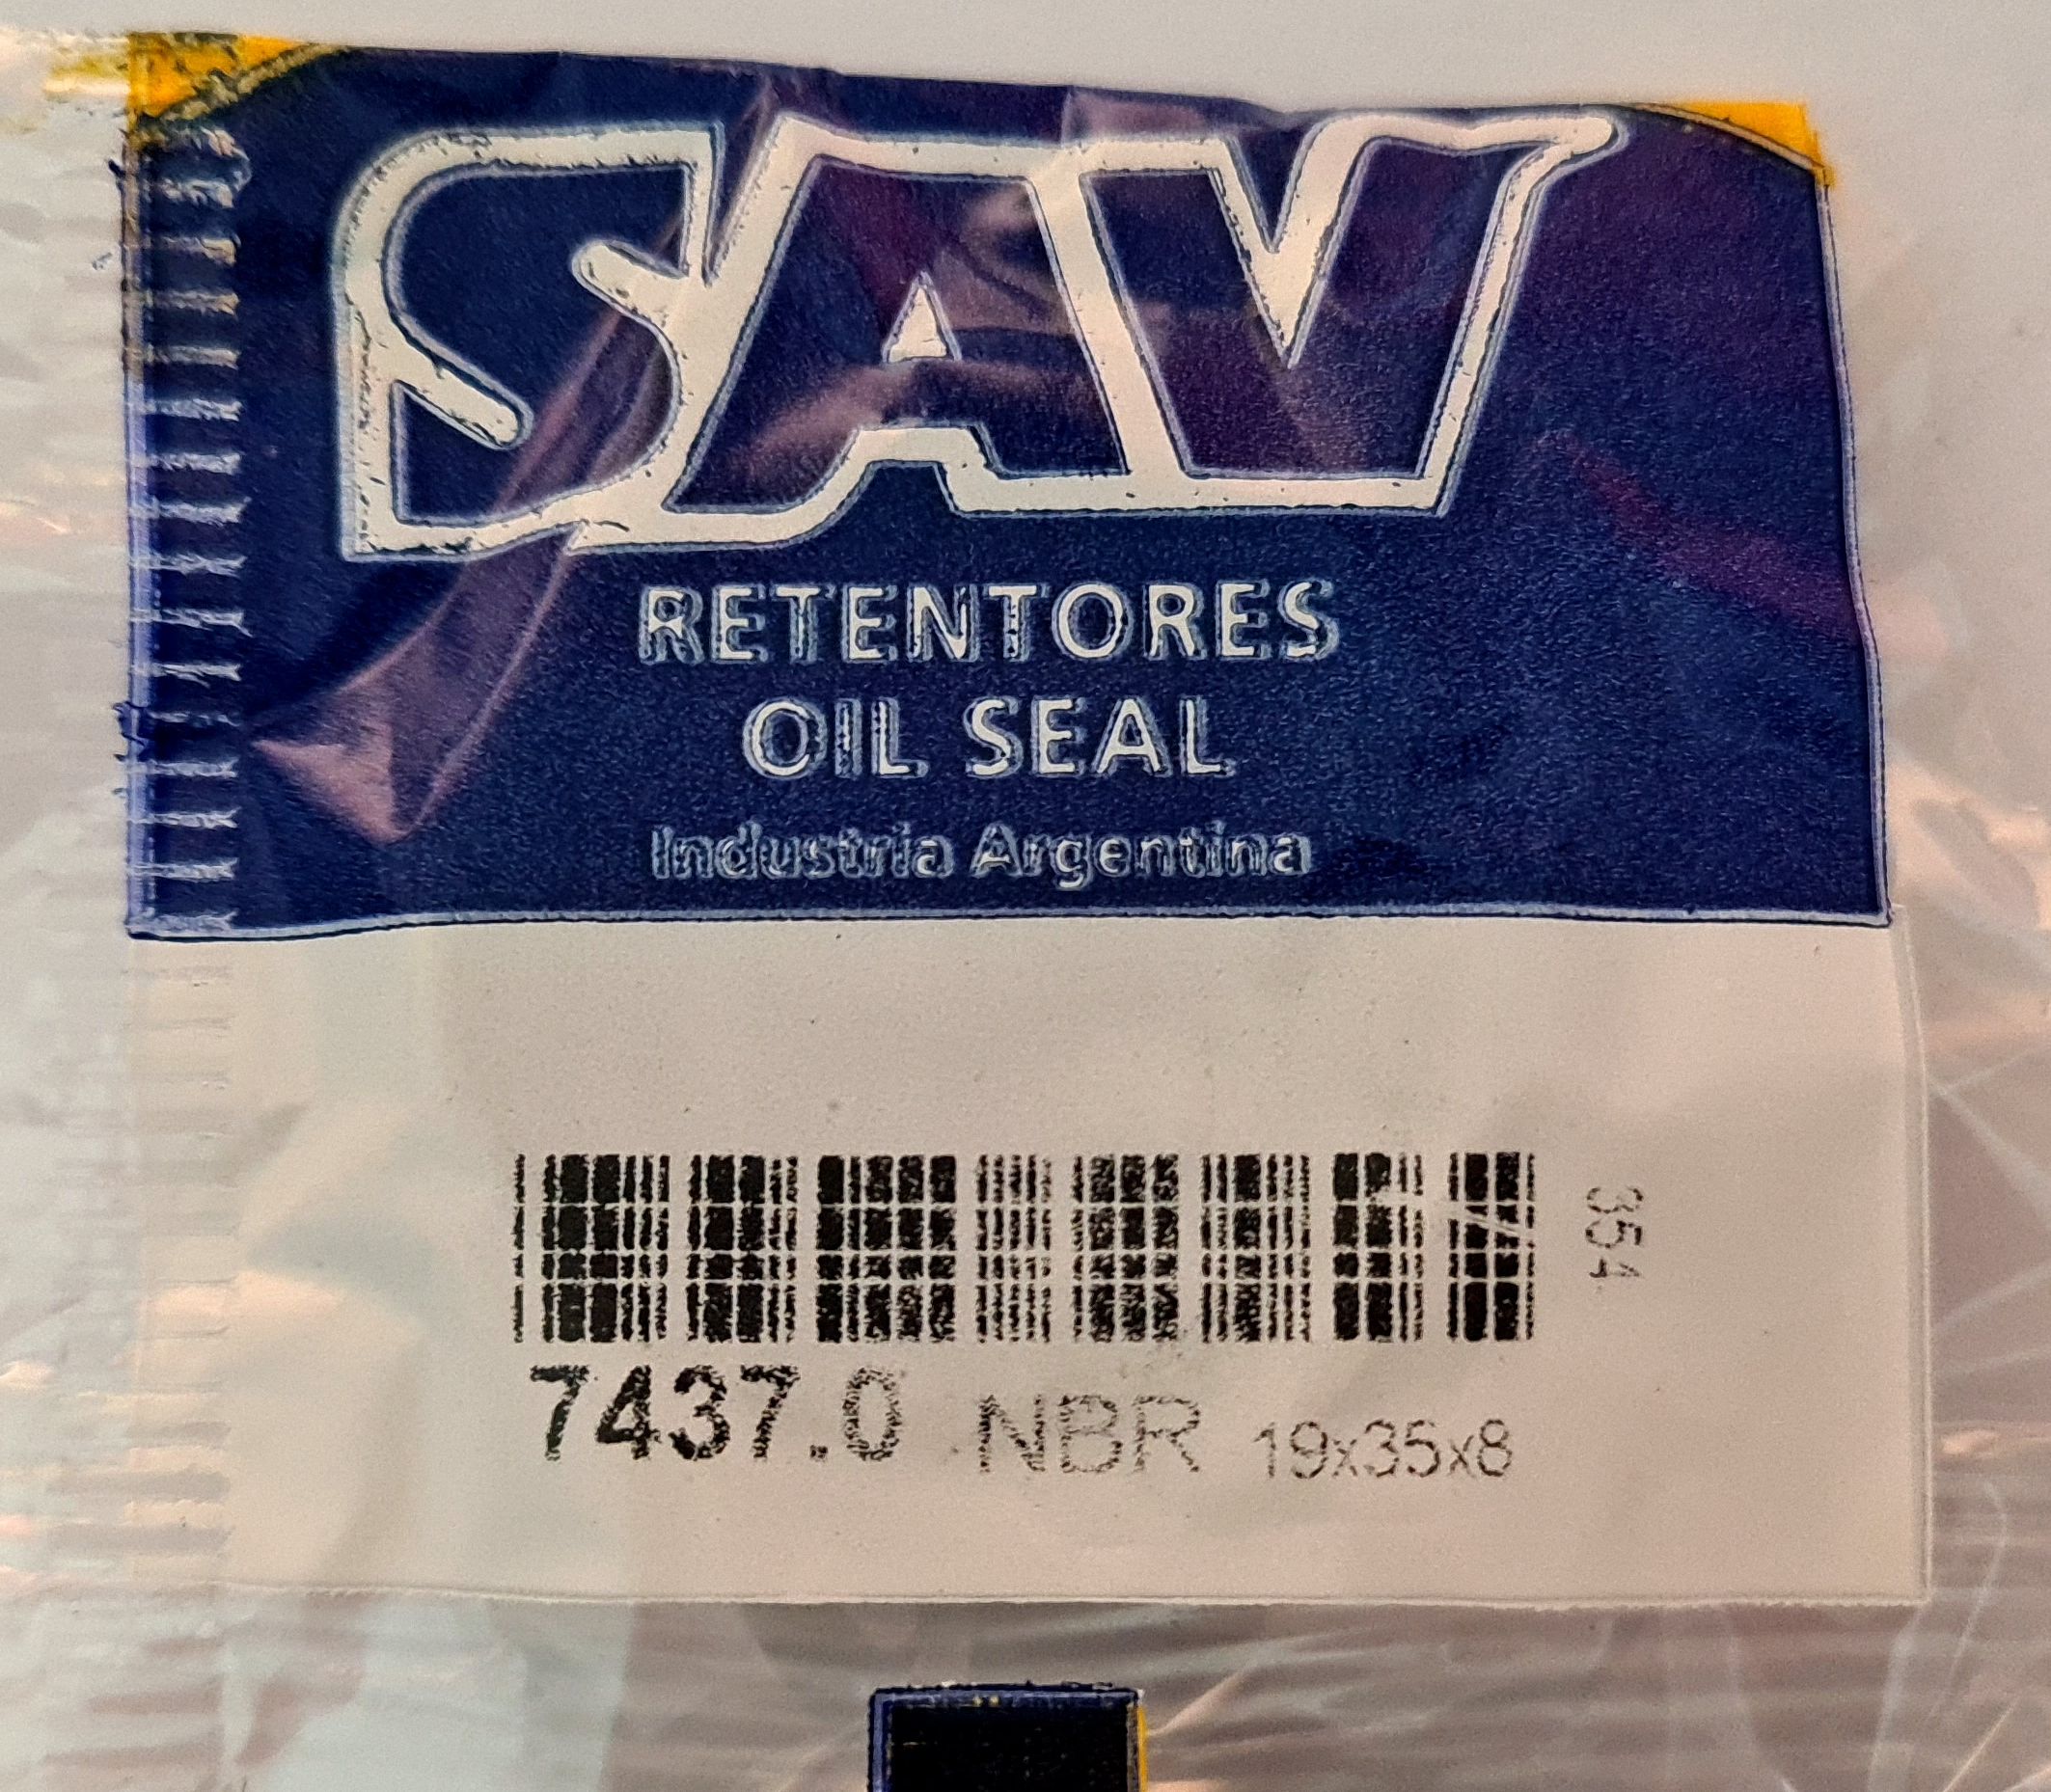 SAV
RETENTORES
OIL SEAL
Industria Argentina
354
7437.0 NBR 19x35x8